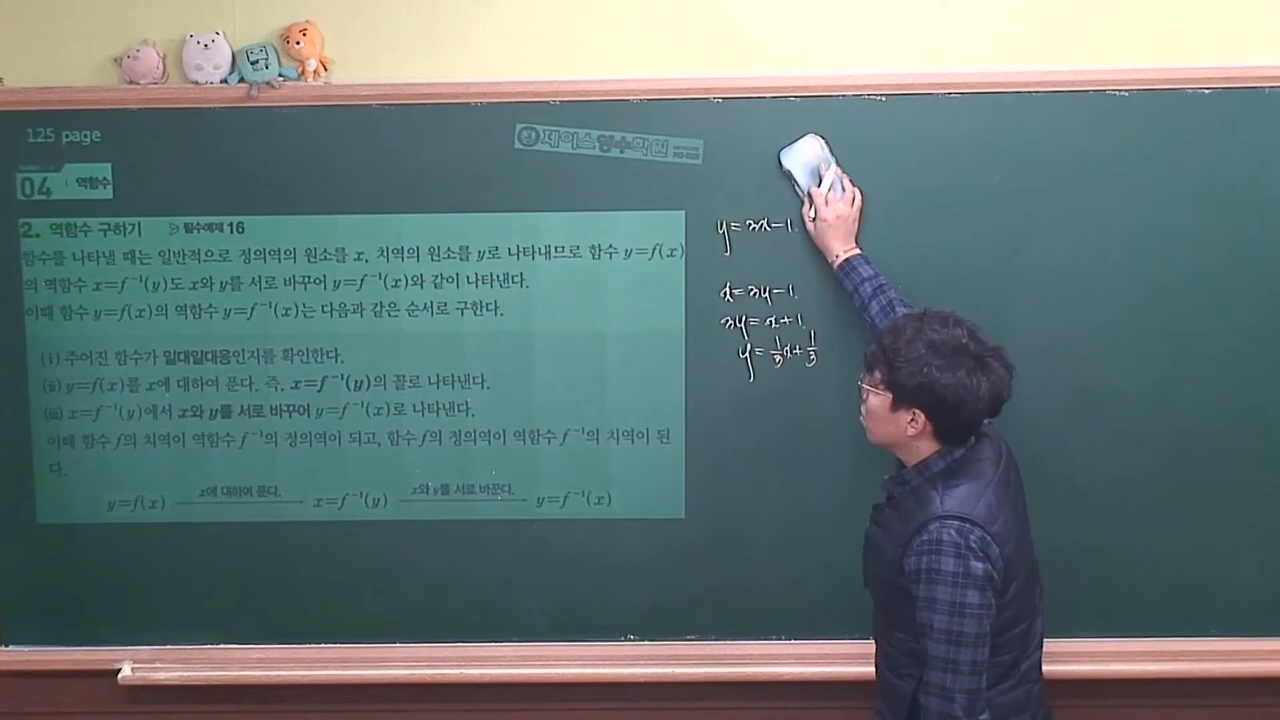 125 page
제이스영수학원
04 역함수
2. 역함수 구하기 ▷ 필수예제 16
함수를 나타낼 때는 일반적으로 정의역의 원소를 x, 치역의 원소를 y로 나타내므로 함수 y=f(x)
의 역함수 x=f⁻¹(y)도 x와 y를 서로 바꾸어 y=f⁻¹(x)와 같이 나타낸다.
이때 함수 y=f(x)의 역함수 y=f⁻¹(x)는 다음과 같은 순서로 구한다.
(ⅰ) 주어진 함수가 일대일대응인지를 확인한다.
(ⅱ) y=f(x)를 x에 대하여 푼다. 즉, x=f⁻¹(y)의 꼴로 나타낸다.
(ⅲ) x=f⁻¹(y)에서 x와 y를 서로 바꾸어 y=f⁻¹(x)로 나타낸다.
이때 함수 f의 치역이 역함수 f⁻¹의 정의역이 되고, 함수 f의 정의역이 역함수 f⁻¹의 치역이 된
다.
y=f(x) x에 대하여 푼다. x=f⁻¹(y) x와 y를 서로 바꾼다. y=f⁻¹(x)
y=3x-1.
x=3y-1.
3y=x+1.
y=1/3x+1/3